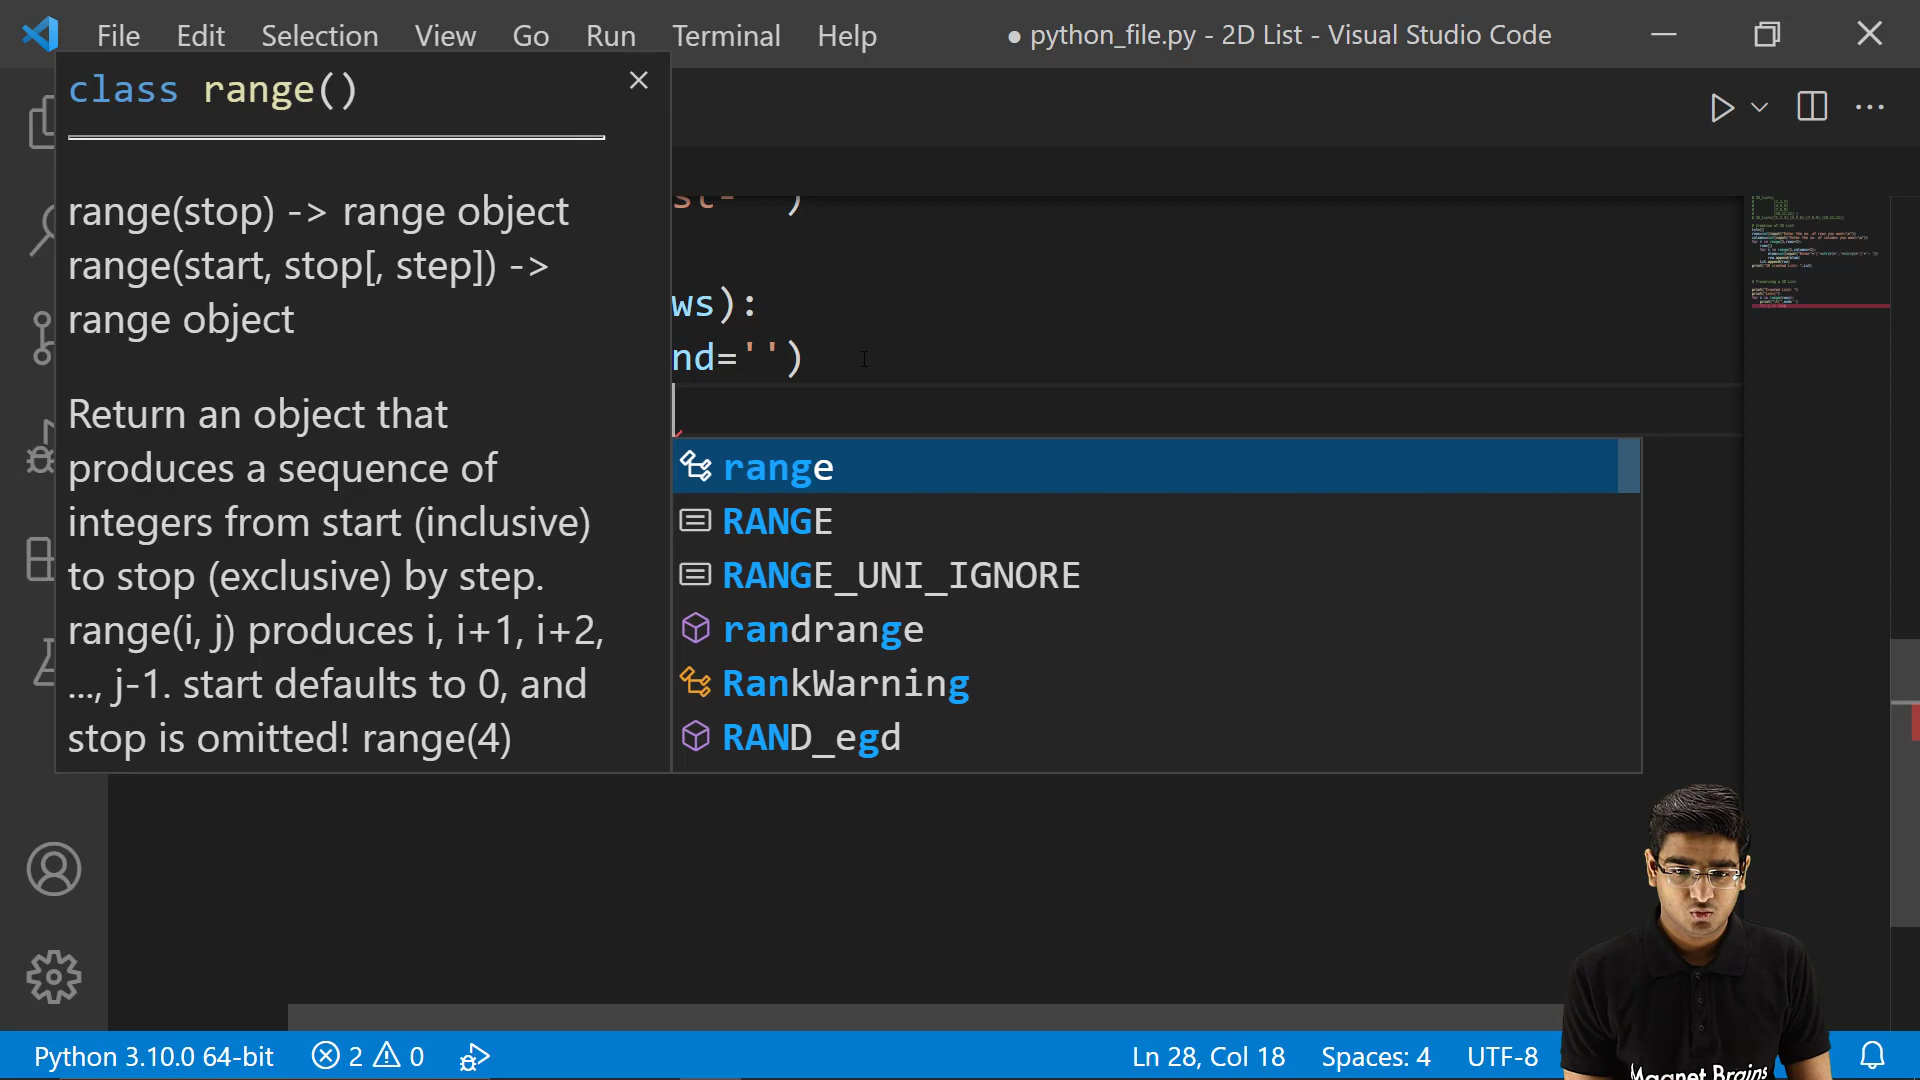 File Edit Selection View Go Run Terminal Help
● python_file.py - 2D List - Visual Studio Code
class range()
range(stop) -> range object
range(start, stop[, step]) ->
range object
Return an object that
produces a sequence of
integers from start (inclusive)
to stop (exclusive) by step.
range(i, j) produces i, i+1, i+2,
..., j-1. start defaults to 0, and
stop is omitted! range(4)
ws):
nd='')
range
RANGE
RANGE_UNI_IGNORE
randrange
RankWarning
RAND_egd
Python 3.10.0 64-bit 2 0 Ln 28, Col 18 Spaces: 4 UTF-8
Magnet Brains